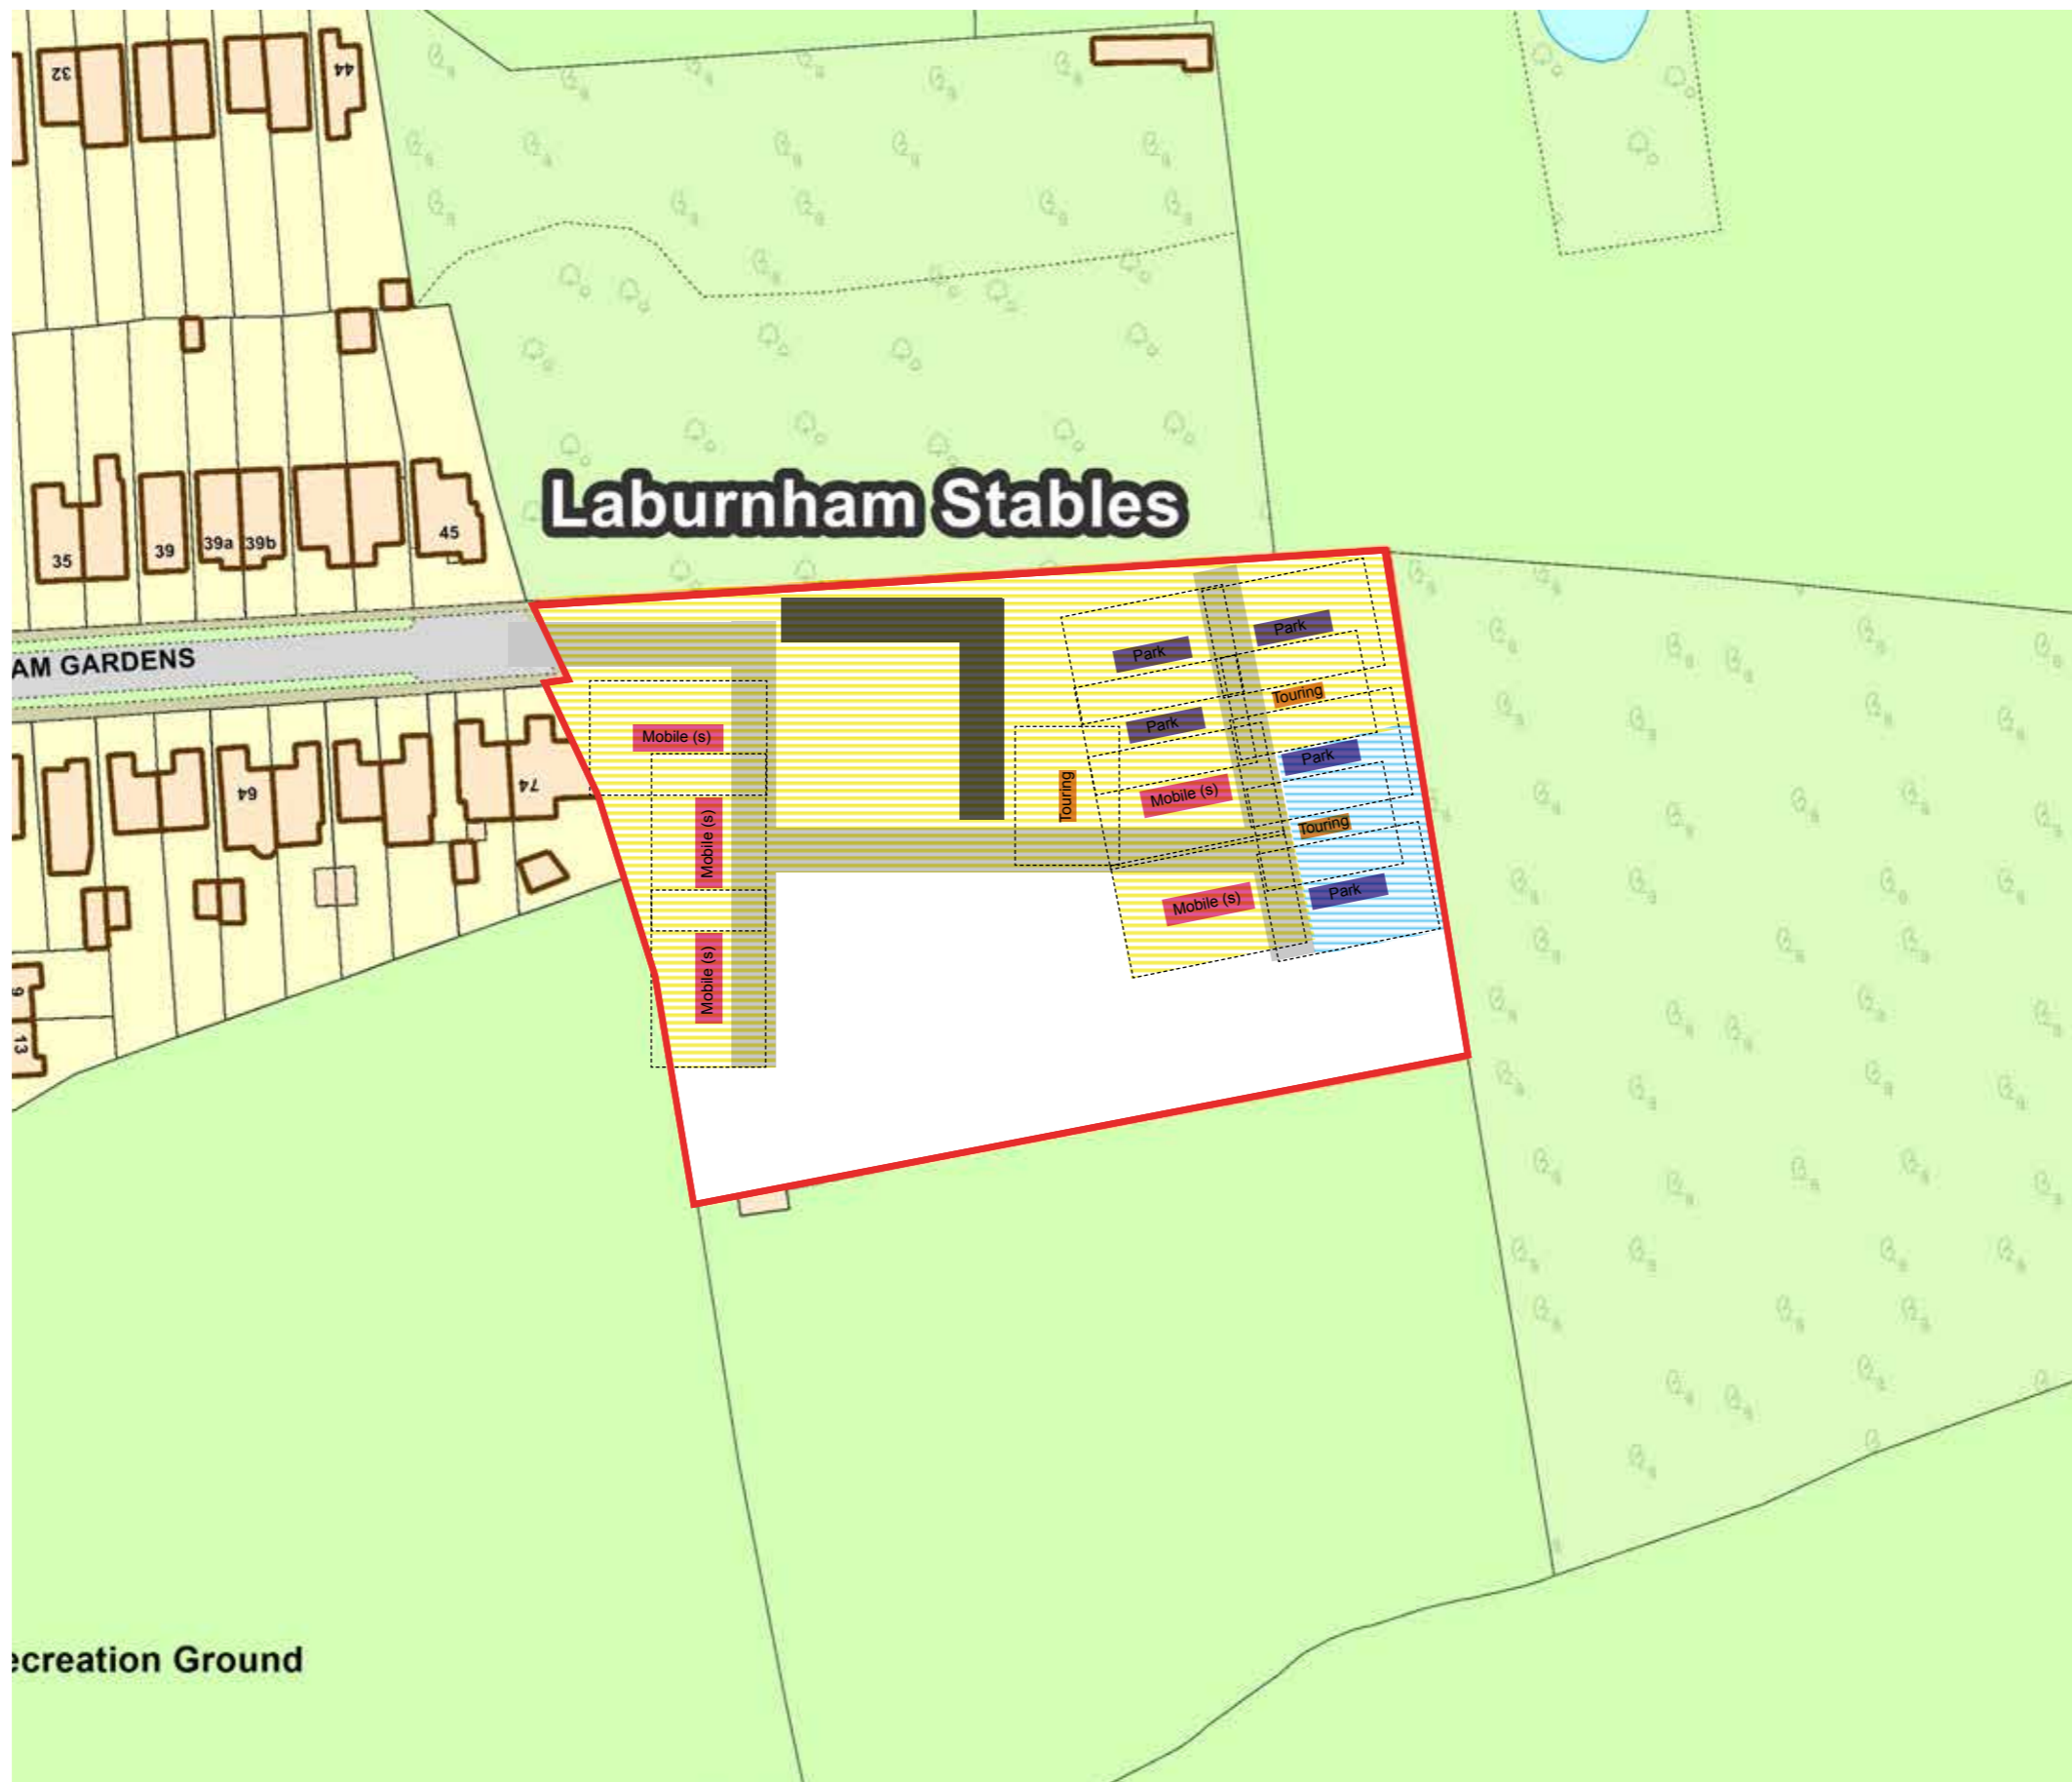 32
44
35
39
39a
39b
45
Laburnham Stables
AM GARDENS
Park
Park
Touring
Park
Mobile (s)
Park
64
74
Touring
Mobile (s)
Mobile (s)
Touring
Park
Mobile (s)
Mobile (s)
9
13
ecreation Ground